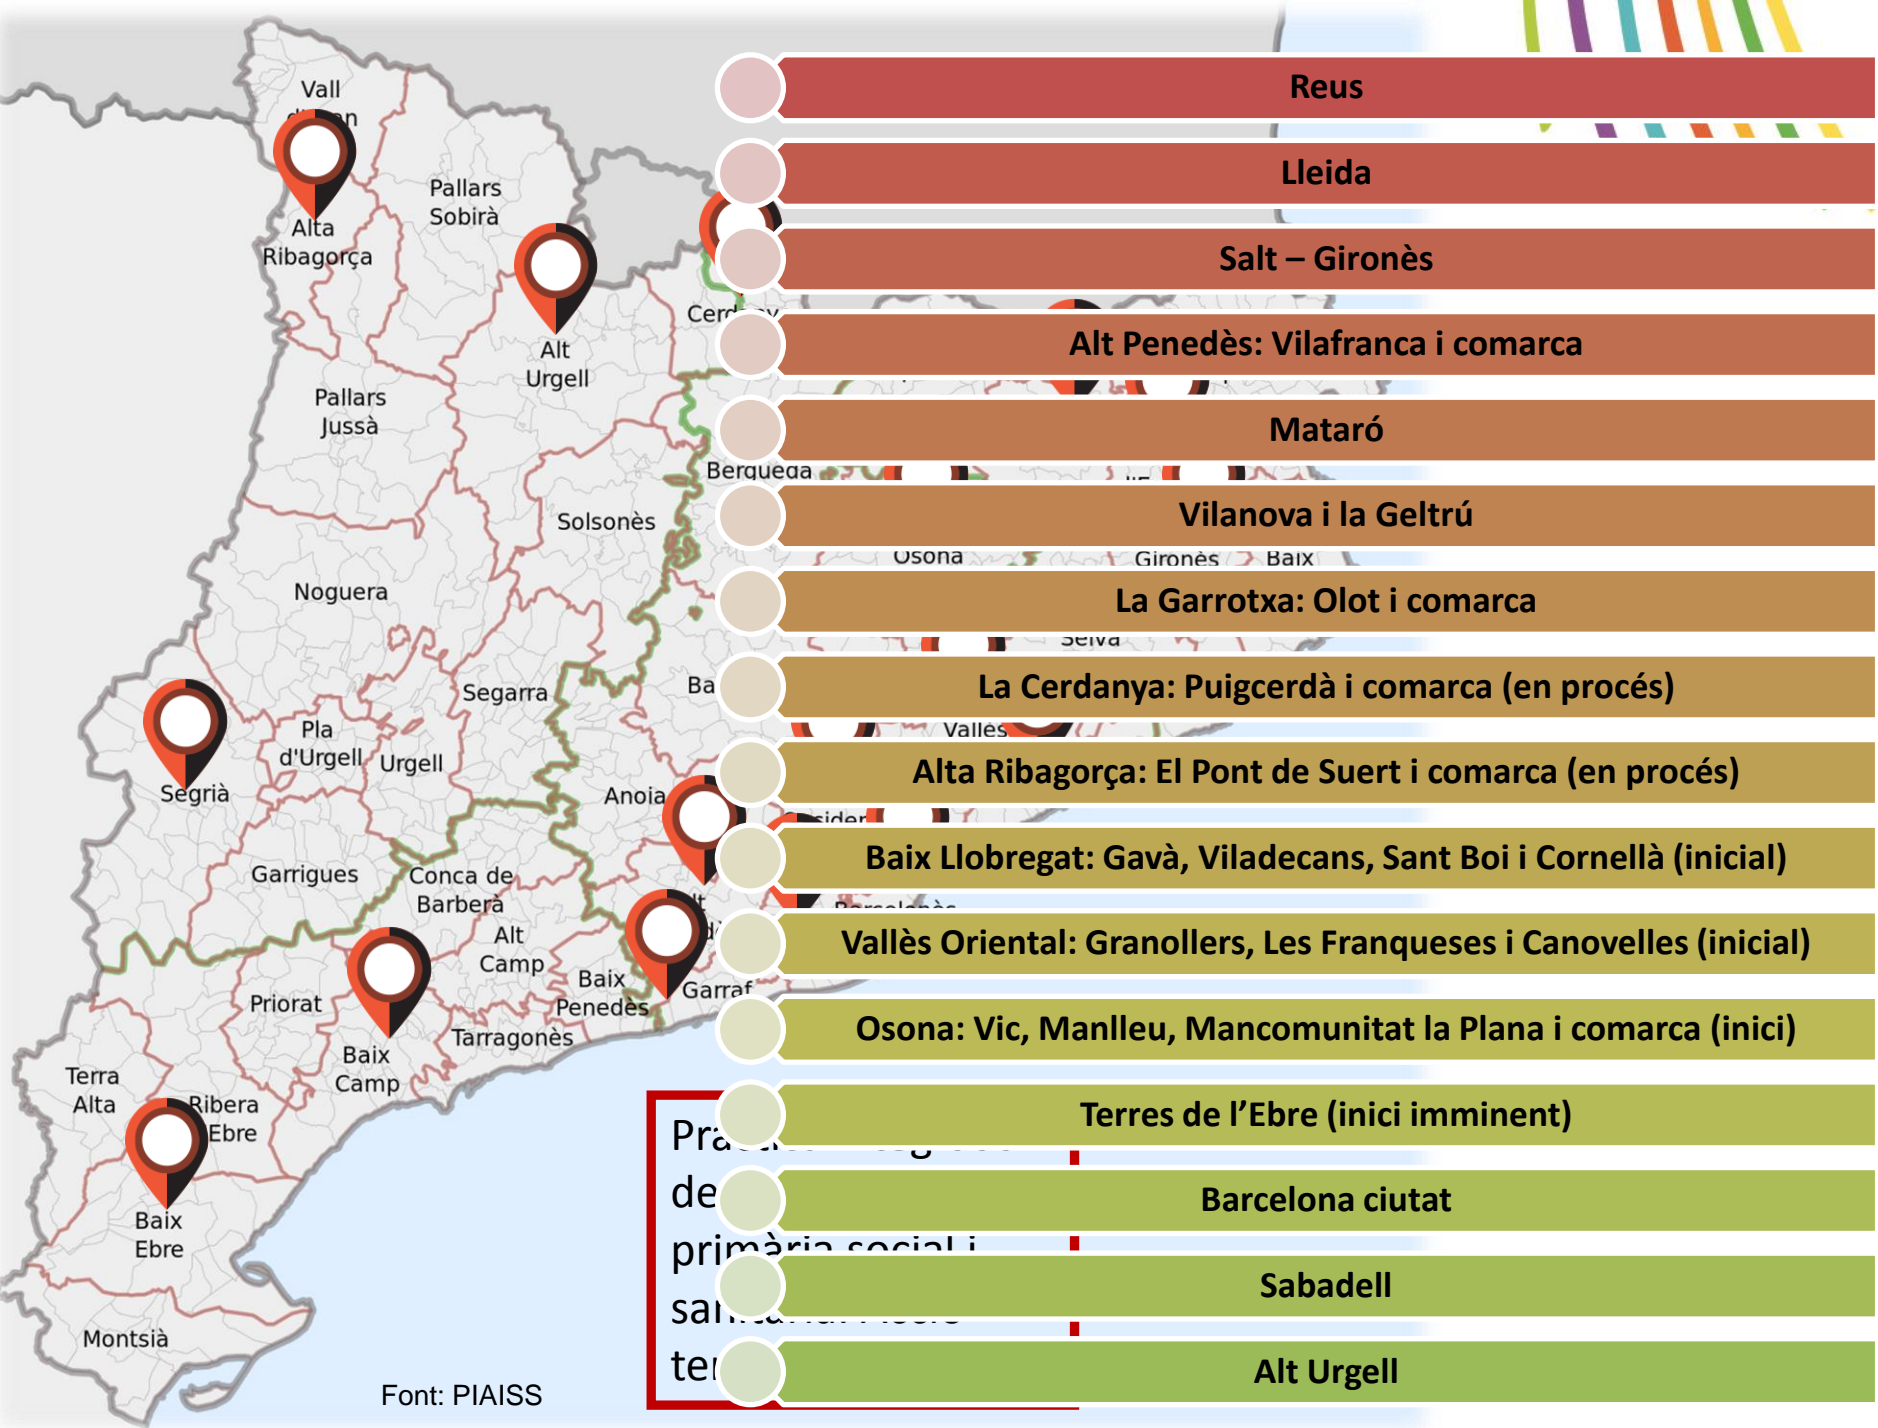 Vall
Pallars
Sobirà
Alta
Ribagorça
Alt
Urgell
Pallars
Jussà
Solsonès
Noguera
Segarra
Pla
d'Urgell
Urgell
Segrià
Anoia
Garrigues
Conca de
Barberà
Alt
Camp
Baix
Penedès
Garraf
Priorat
Tarragonès
Baix
Camp
Terra
Alta
Ribera
Ebre
Baix
Ebre
Montsià
Berguedà
Osona
Gironès
Baix
Selva
Vallès
Font: PIAISS
de
primària social i
Reus
Lleida
Salt – Gironès
Alt Penedès: Vilafranca i comarca
Mataró
Vilanova i la Geltrú
La Garrotxa: Olot i comarca
La Cerdanya: Puigcerdà i comarca (en procés)
Alta Ribagorça: El Pont de Suert i comarca (en procés)
Baix Llobregat: Gavà, Viladecans, Sant Boi i Cornellà (inicial)
Vallès Oriental: Granollers, Les Franqueses i Canovelles (inicial)
Osona: Vic, Manlleu, Mancomunitat la Plana i comarca (inici)
Terres de l’Ebre (inici imminent)
Barcelona ciutat
Sabadell
Alt Urgell